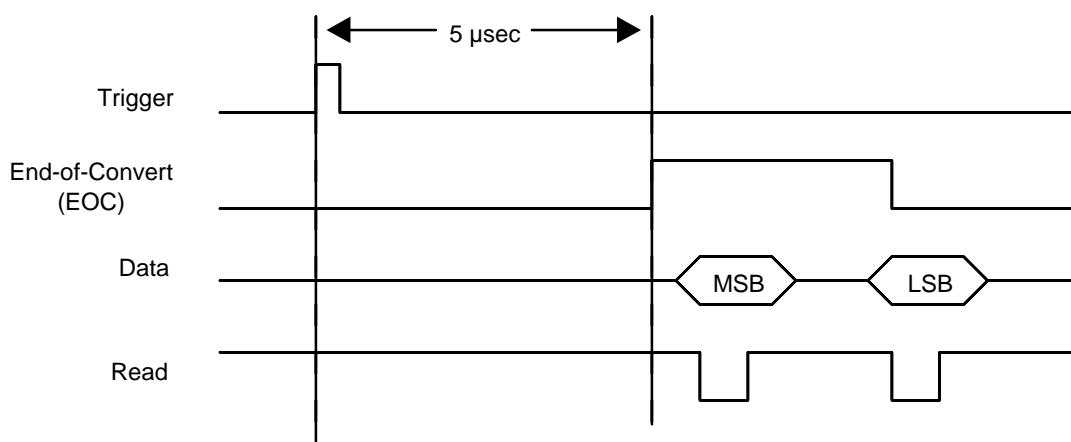 5 µsec
Trigger
End-of-Convert
(EOC)
Data
MSB
LSB
Read